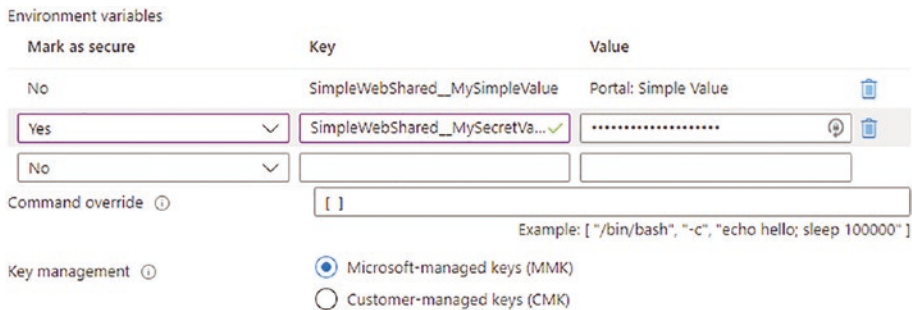 Environment variables
Mark as secure Key Value
No SimpleWebShared__MySimpleValue Portal: Simple Value
Yes SimpleWebShared__MySecretVa... ••••••••••••••••••••
No
Command override
[ ]
Example: [ "/bin/bash", "-c", "echo hello; sleep 100000" ]
Key management Microsoft-managed keys (MMK)
Customer-managed keys (CMK)